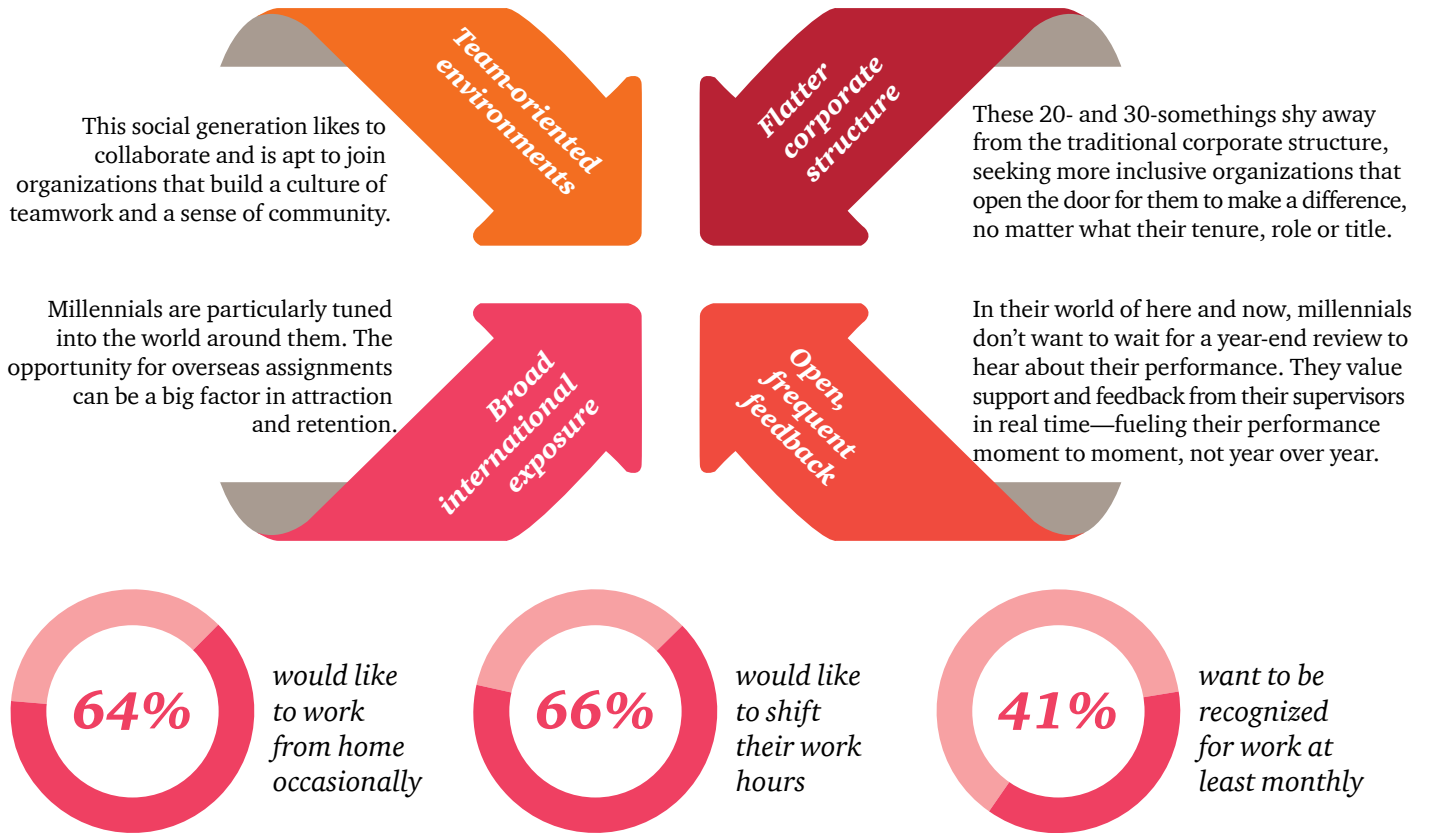 Team-oriented
environments
This social generation likes to
collaborate and is apt to join
organizations that build a culture of
teamwork and a sense of community.
Flatter
corporate
structure
These 20- and 30-somethings shy away
from the traditional corporate structure,
seeking more inclusive organizations that
open the door for them to make a difference,
no matter what their tenure, role or title.
Millennials are particularly tuned
into the world around them. The
opportunity for overseas assignments
can be a big factor in attraction
and retention.
Broad
international
exposure
Open,
frequent
feedback
In their world of here and now, millennials
don’t want to wait for a year-end review to
hear about their performance. They value
support and feedback from their supervisors
in real time—fueling their performance
moment to moment, not year over year.
64%
would like
to work
from home
occasionally
66%
would like
to shift
their work
hours
41%
want to be
recognized
for work at
least monthly